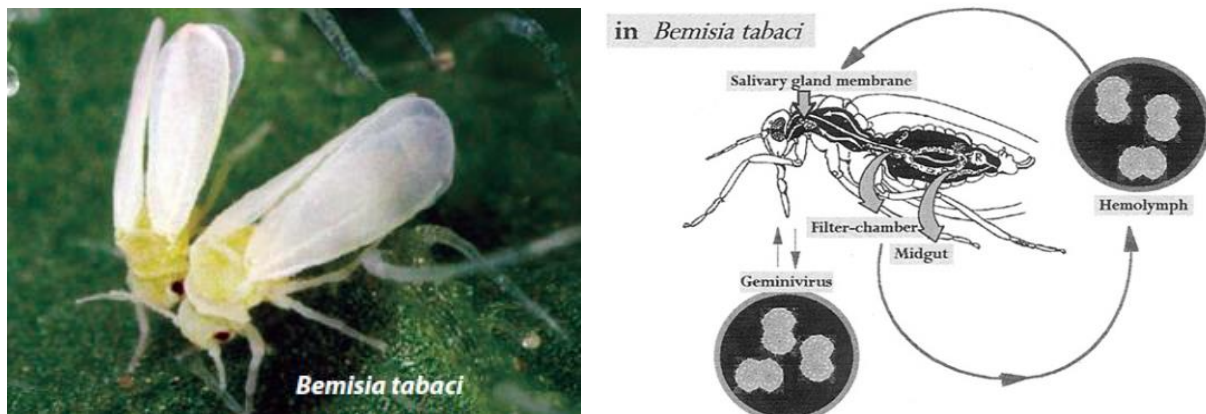 Bemisia tabaci
in Bemisia tabaci
Salivary gland membrane
Hemolymph
Filter-chamber
Midgut
Geminivirus